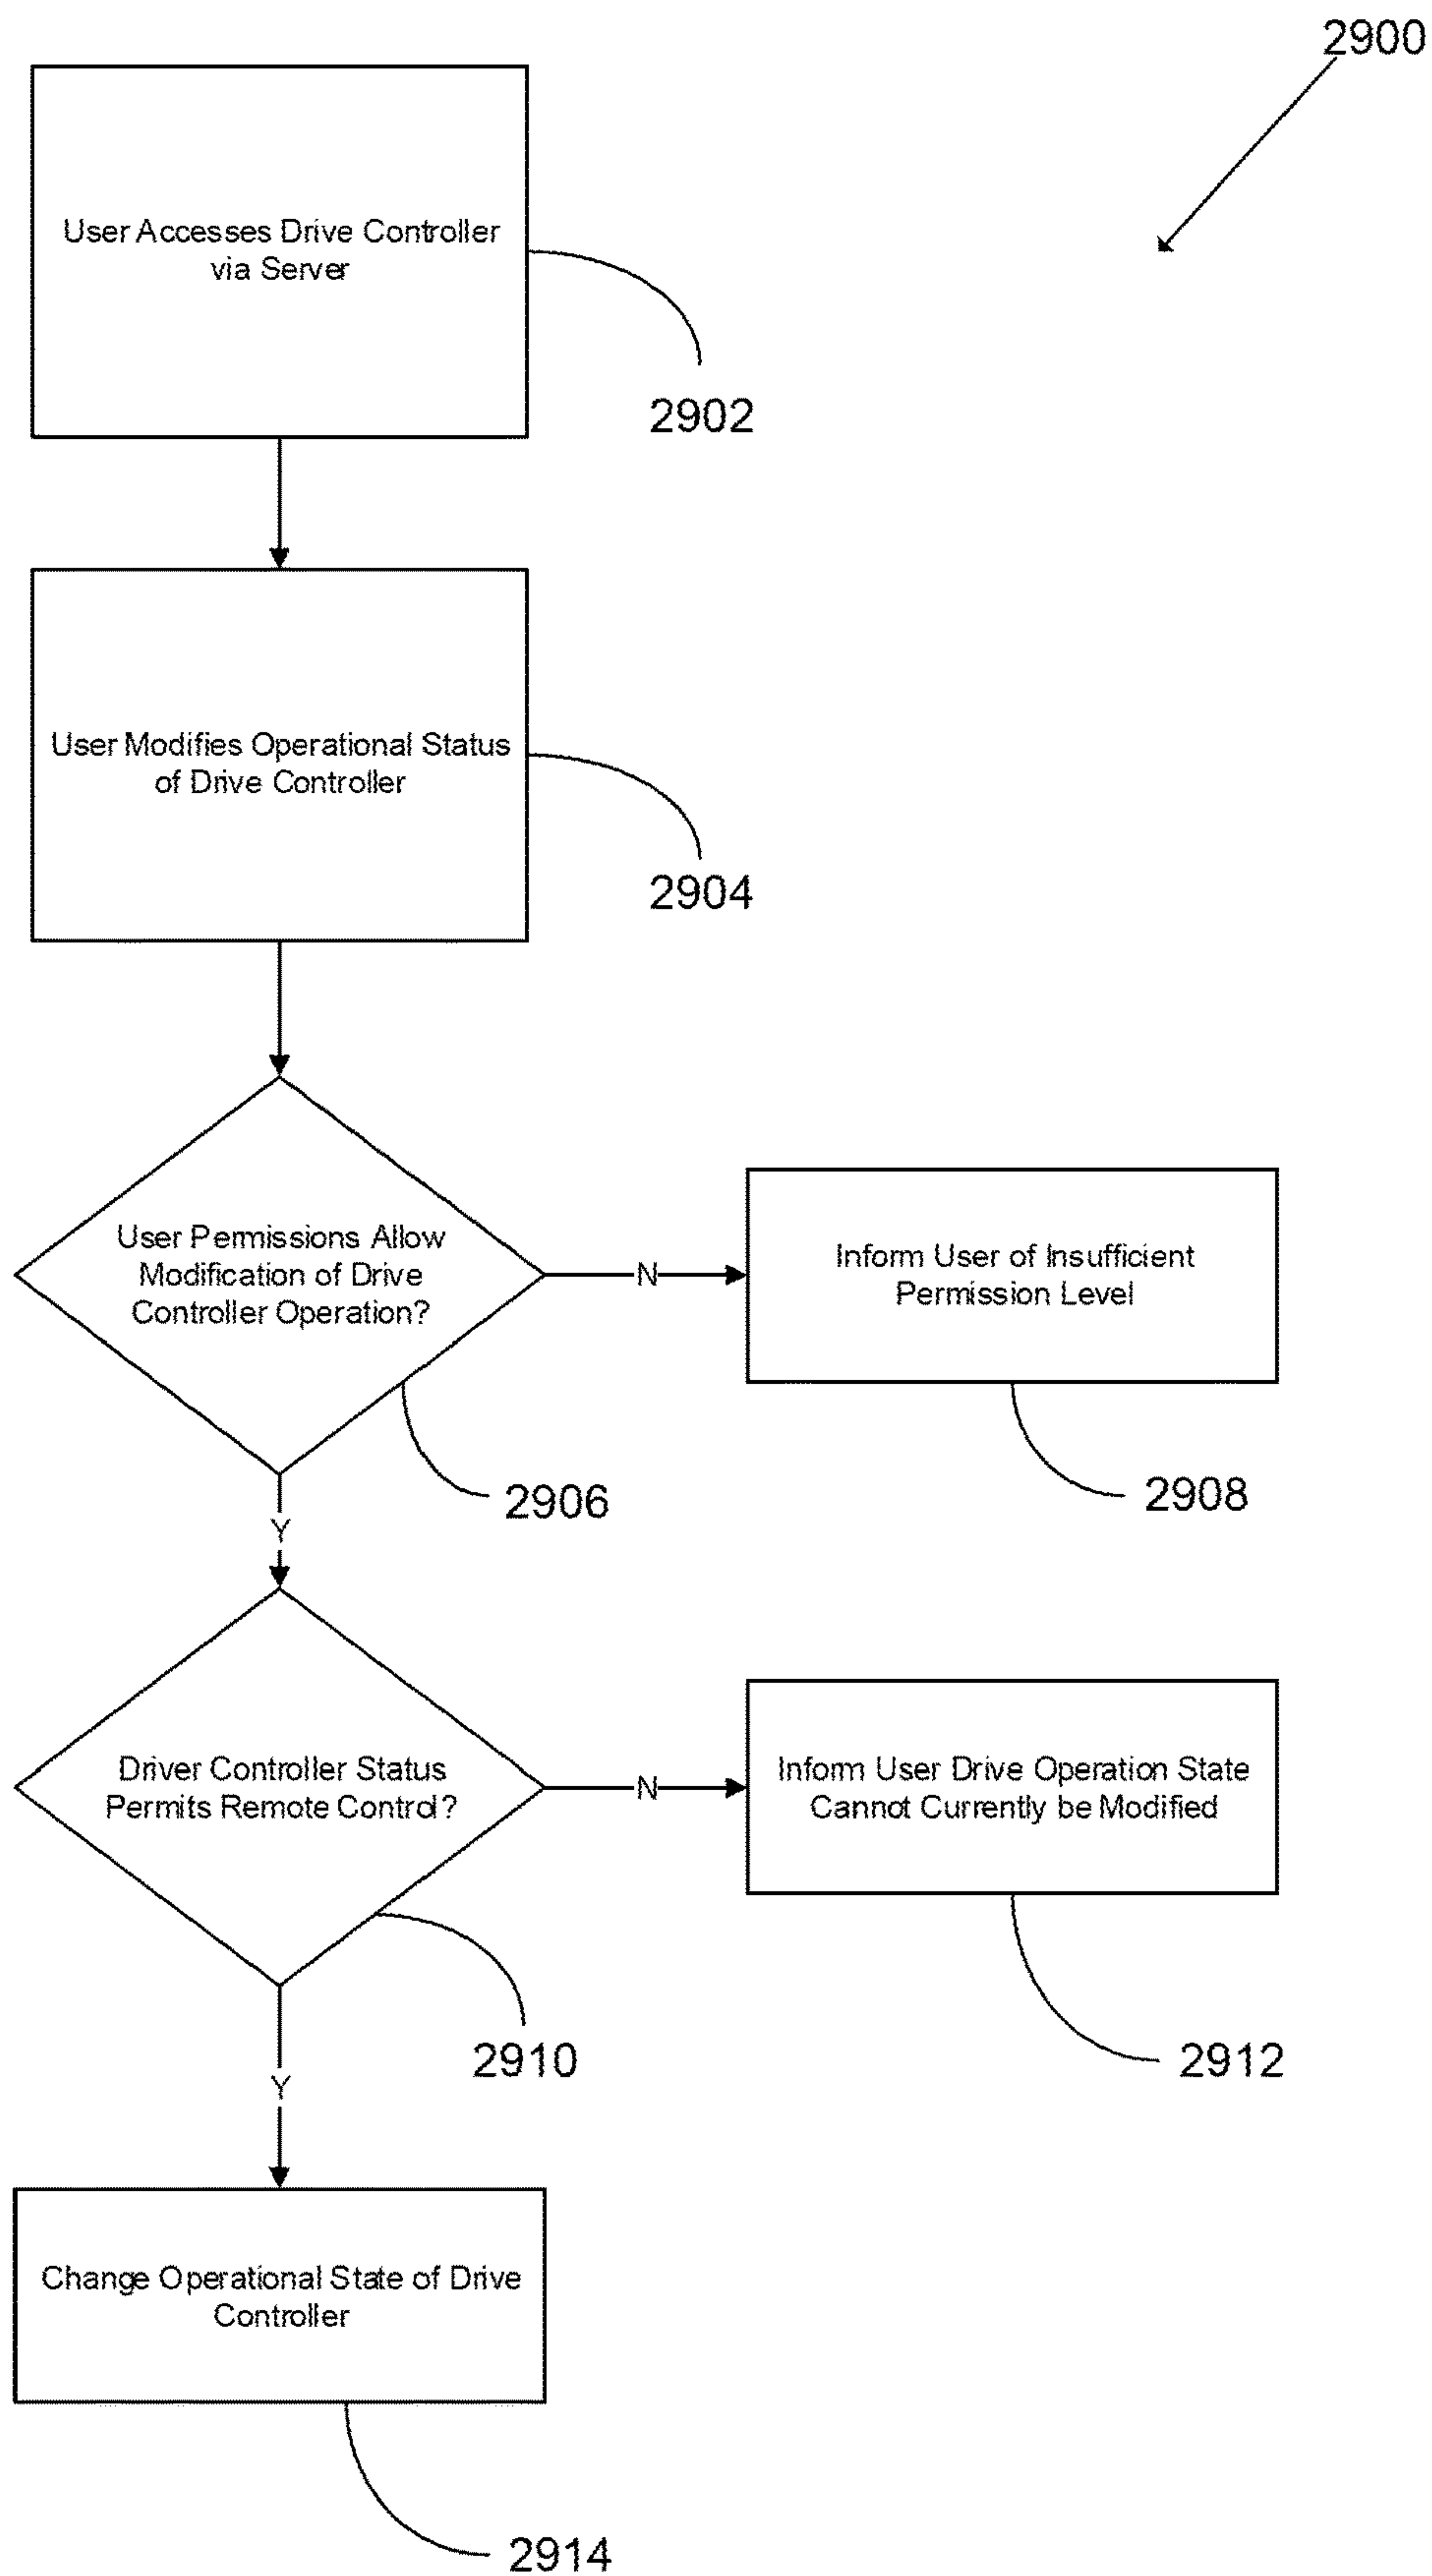 2900
User Accesses Drive Controller
via Server
2902
User Modifies Operational Status
of Drive Controller
2904
User Permissions Allow
Modification of Drive
Controller Operation?
N
Inform User of Insufficient
Permission Level
2906
2908
Y
Driver Controller Status
Permits Remote Control?
N
Inform User Drive Operation State
Cannot Currently be Modified
2910
2912
Y
Change Operational State of Drive
Controller
2914